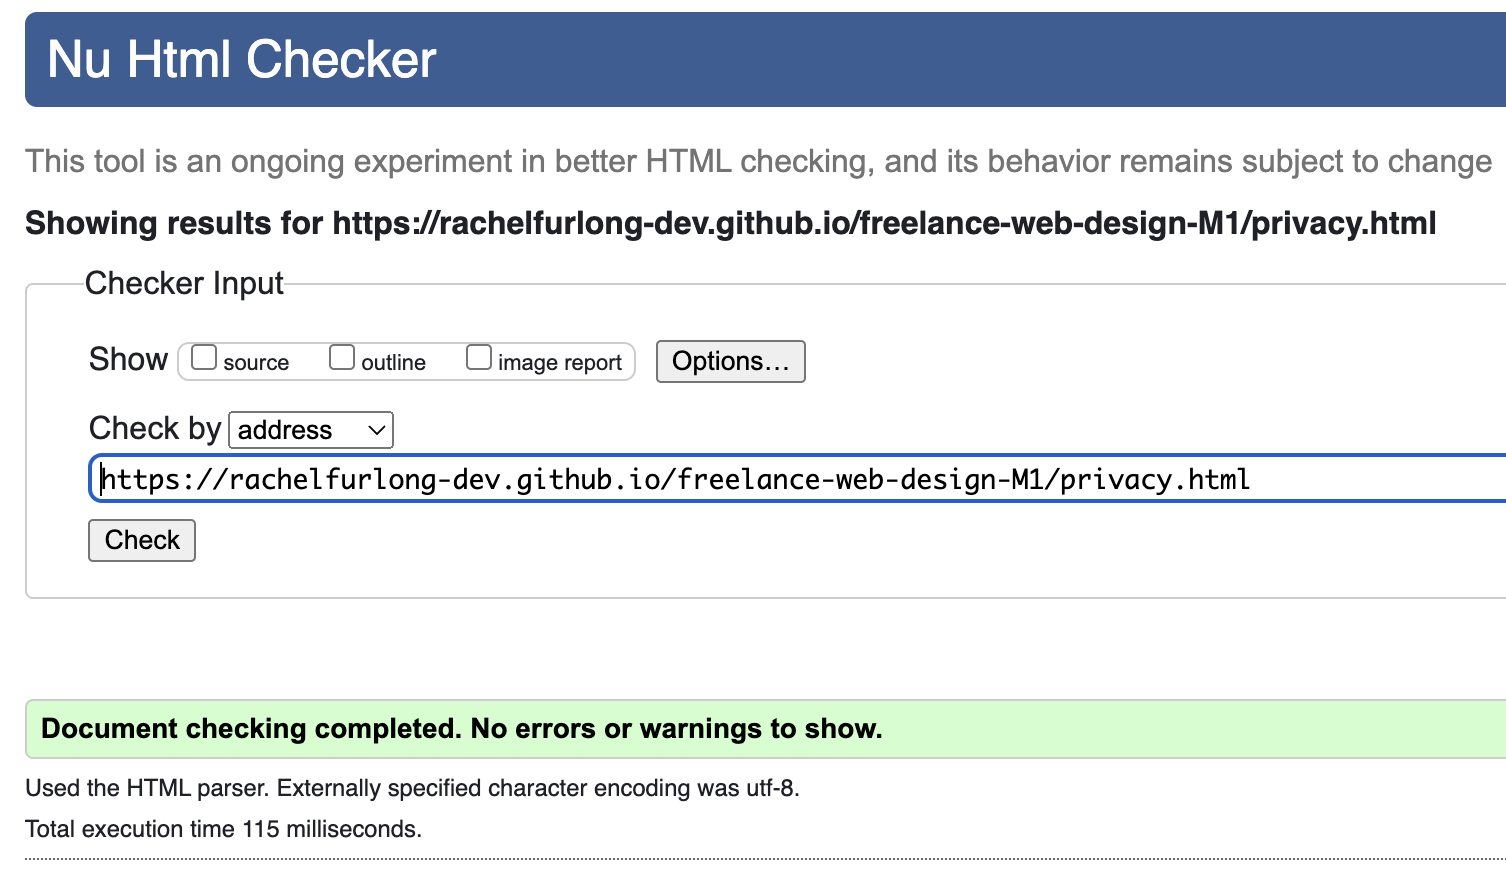 Nu Html Checker
This tool is an ongoing experiment in better HTML checking, and its behavior remains subject to change
Showing results for https://rachelfurlong-dev.github.io/freelance-web-design-M1/privacy.html
Checker Input
Show source outline image report Options…
Check by address
https://rachelfurlong-dev.github.io/freelance-web-design-M1/privacy.html
Check
Document checking completed. No errors or warnings to show.
Used the HTML parser. Externally specified character encoding was utf-8.
Total execution time 115 milliseconds.